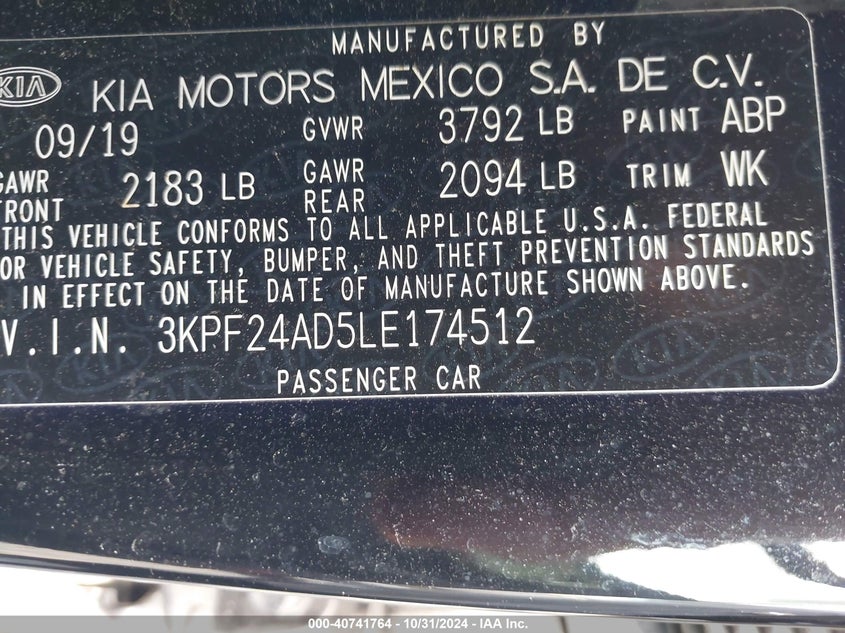 MANUFACTURED BY
KIA KIA MOTORS MEXICO S.A. DE C.V.
09/19 GVWR 3792 LB PAINT ABP
GAWR FRONT 2183 LB GAWR REAR 2094 LB TRIM WK
THIS VEHICLE CONFORMS TO ALL APPLICABLE U.S.A. FEDERAL
OR VEHICLE SAFETY, BUMPER, AND THEFT PREVENTION STANDARDS
IN EFFECT ON THE DATE OF MANUFACTURE SHOWN ABOVE.
V.I.N. 3KPF24AD5LE174512
PASSENGER CAR
000-40741764 - 10/31/2024 - IAA Inc.